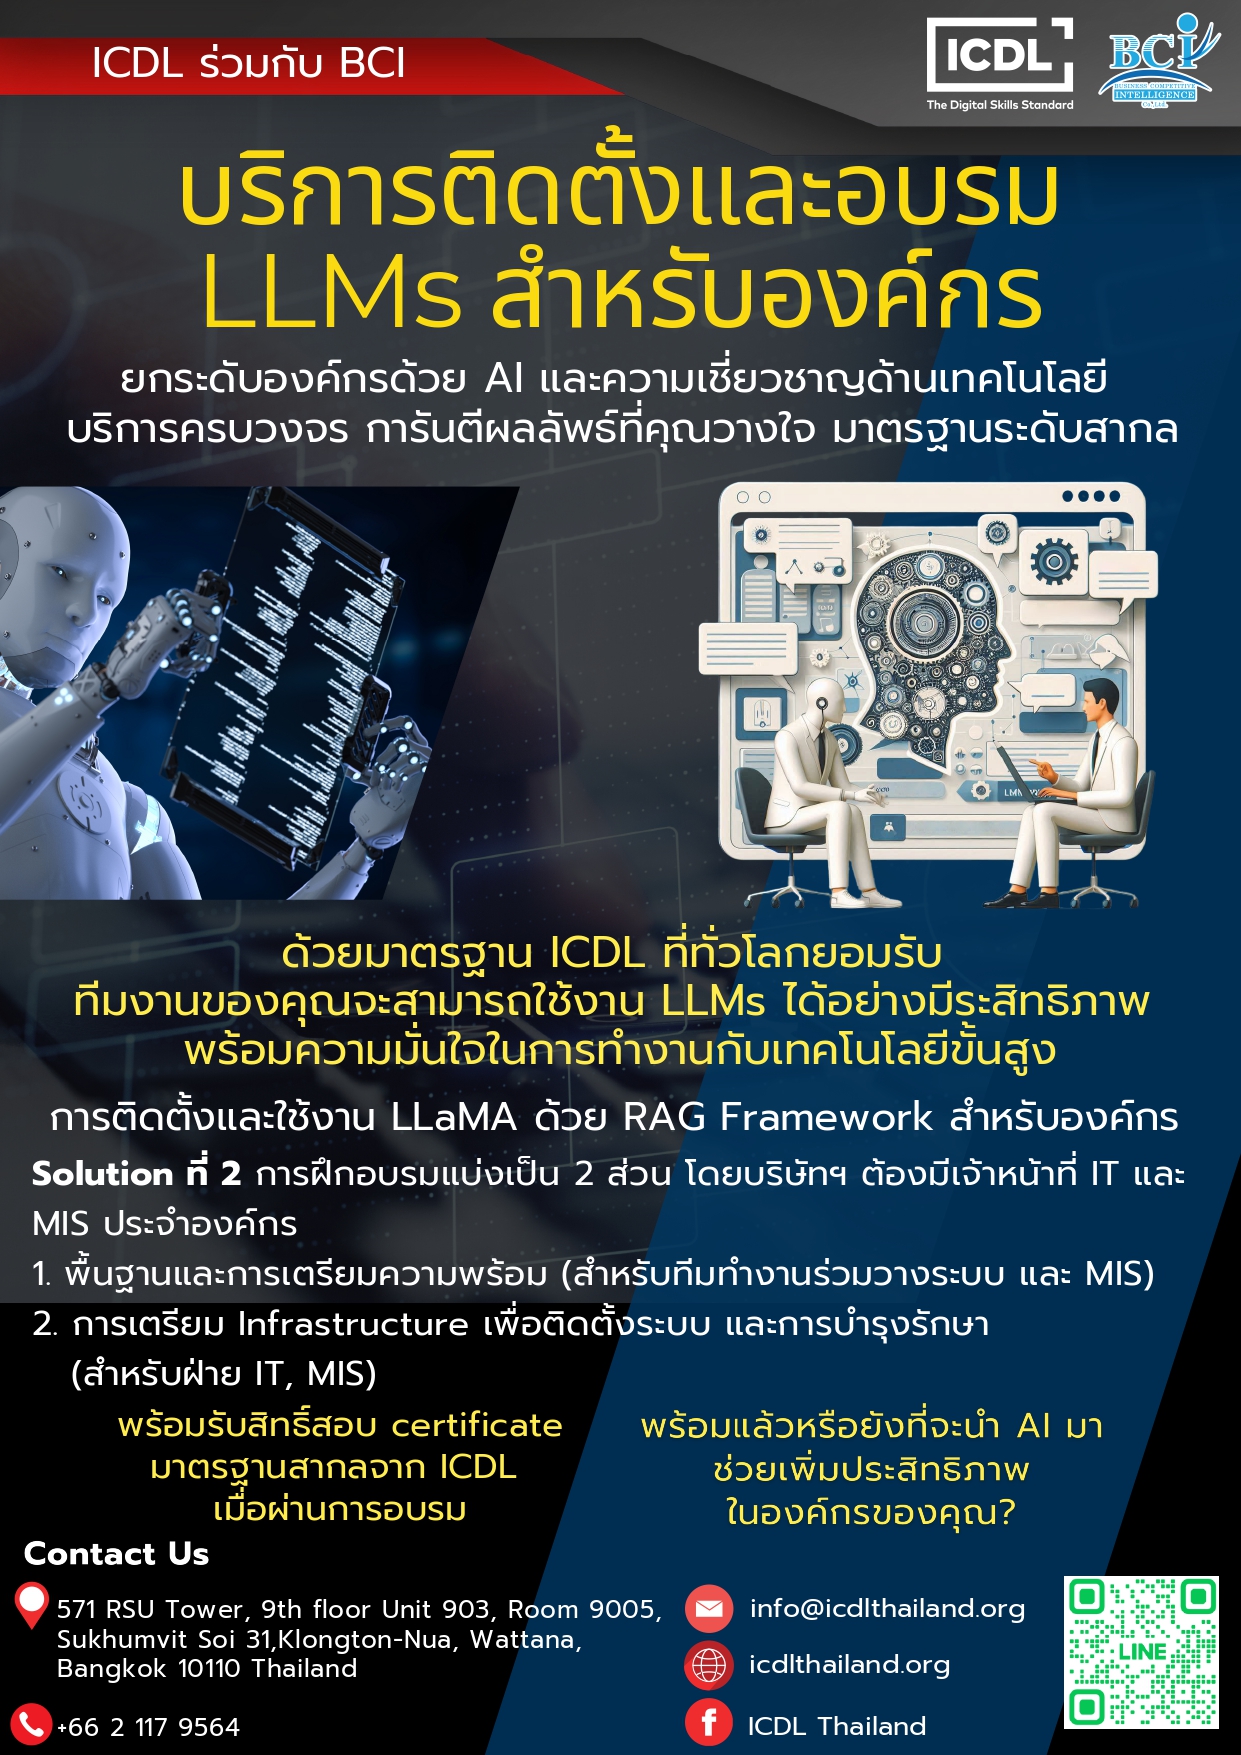 ICDL ร่วมกับ BCI
ICDL
The Digital Skills Standard
BCi
BUSINESS COMPETITIVE
INTELLIGENCE
CO.,Ltd.
บริการติดตั้งและอบรม
LLMs สำหรับองค์กร
ยกระดับองค์กรด้วย AI และความเชี่ยวชาญด้านเทคโนโลยี
บริการครบวงจร การันตีผลลัพธ์ที่คุณวางใจ มาตรฐานระดับสากล
ด้วยมาตรฐาน ICDL ที่ทั่วโลกยอมรับ
ทีมงานของคุณจะสามารถใช้งาน LLMs ได้อย่างมีระสิทธิภาพ
พร้อมความมั่นใจในการทำงานกับเทคโนโลยีขั้นสูง
การติดตั้งและใช้งาน LLaMA ด้วย RAG Framework สำหรับองค์กร
Solution ที่ 2 การฝึกอบรมแบ่งเป็น 2 ส่วน โดยบริษัทฯ ต้องมีเจ้าหน้าที่ IT และ
MIS ประจำองค์กร
1. พื้นฐานและการเตรียมความพร้อม (สำหรับทีมทำงานร่วมวางระบบ และ MIS)
2. การเตรียม Infrastructure เพื่อติดตั้งระบบ และการบำรุงรักษา
(สำหรับฝ่าย IT, MIS)
พร้อมรับสิทธิ์สอบ certificate
มาตรฐานสากลจาก ICDL
เมื่อผ่านการอบรม
พร้อมแล้วหรือยังที่จะนำ AI มา
ช่วยเพิ่มประสิทธิภาพ
ในองค์กรของคุณ?
Contact Us
571 RSU Tower, 9th floor Unit 903, Room 9005,
Sukhumvit Soi 31,Klongton-Nua, Wattana,
Bangkok 10110 Thailand
+66 2 117 9564
info@icdlthailand.org
icdlthailand.org
ICDL Thailand
LINE